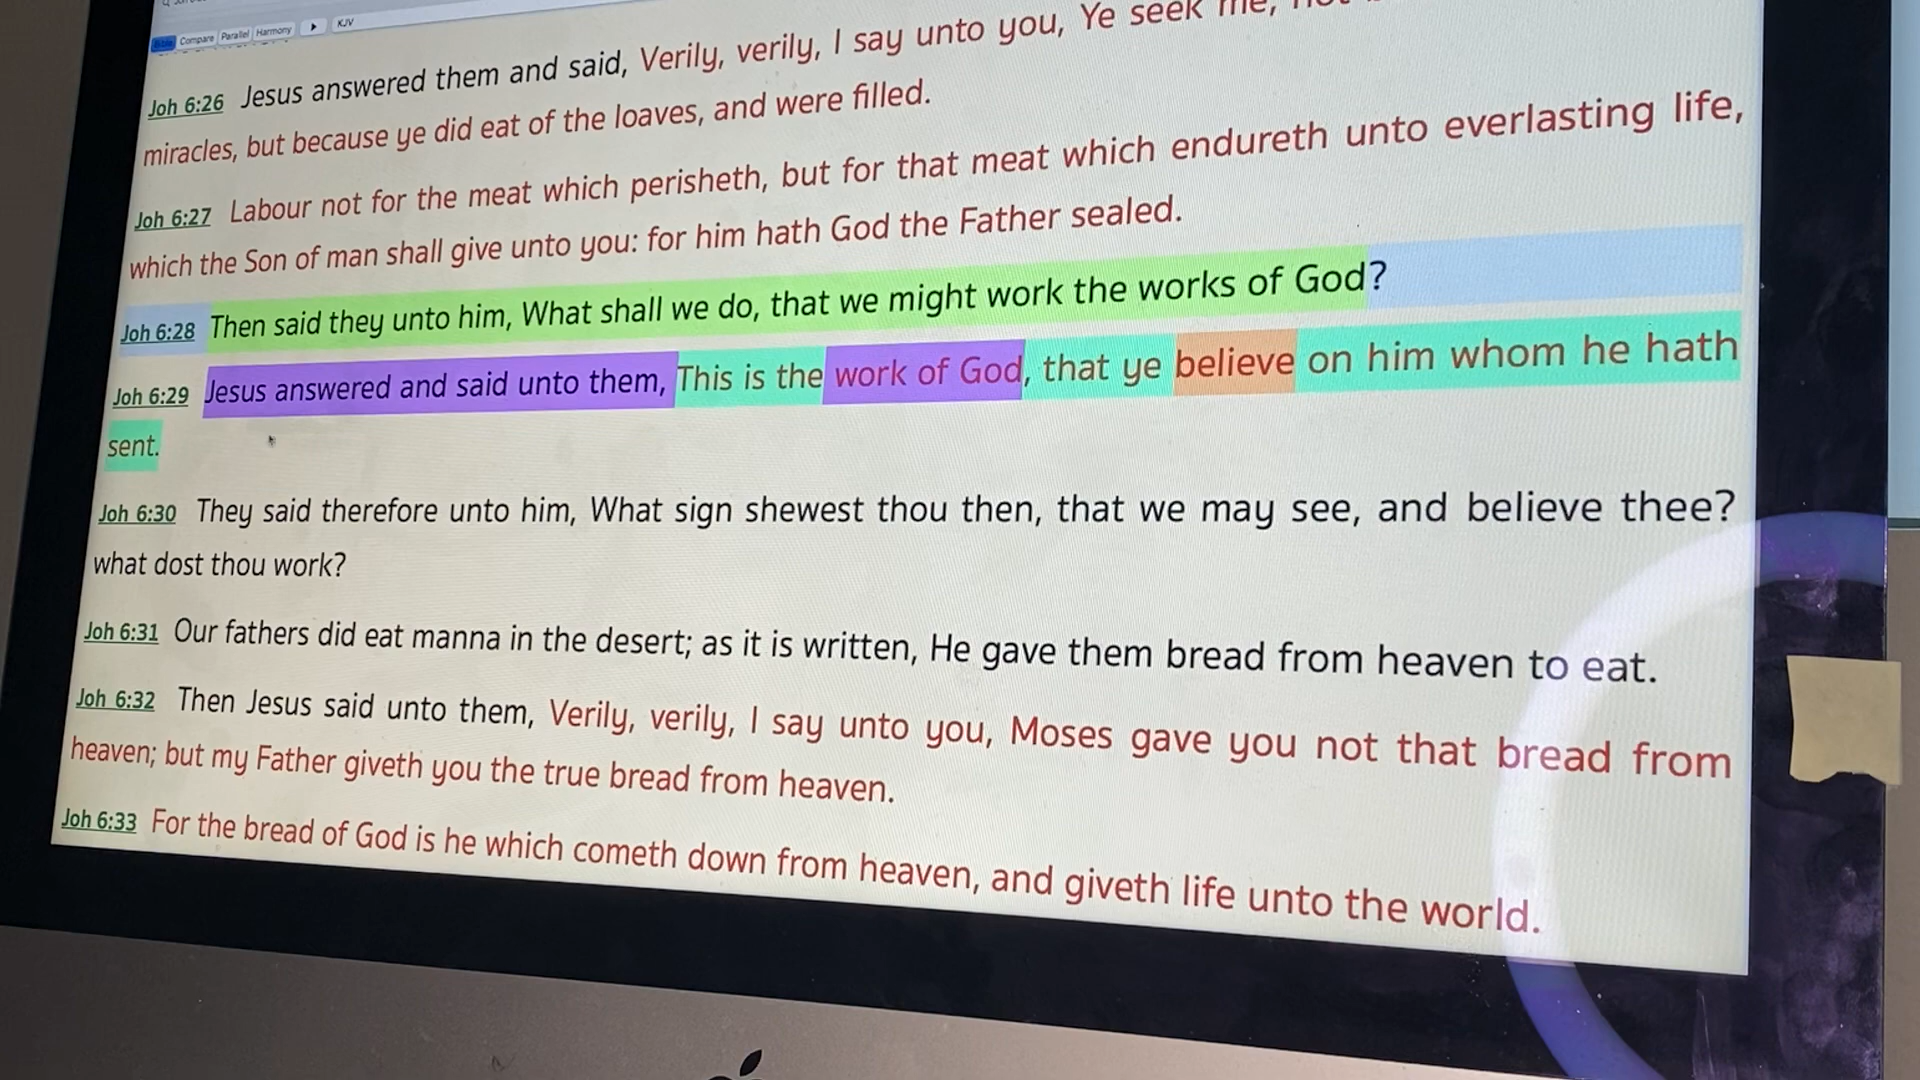 Compare Parallel Harmony KJV
Joh 6:26 Jesus answered them and said, Verily, verily, I say unto you, Ye seek me,
miracles, but because ye did eat of the loaves, and were filled.
Joh 6:27 Labour not for the meat which perisheth, but for that meat which endureth unto everlasting life,
which the Son of man shall give unto you: for him hath God the Father sealed.
Joh 6:28 Then said they unto him, What shall we do, that we might work the works of God?
Joh 6:29 Jesus answered and said unto them, This is the work of God, that ye believe on him whom he hath
sent.
Joh 6:30 They said therefore unto him, What sign shewest thou then, that we may see, and believe thee?
what dost thou work?
Joh 6:31 Our fathers did eat manna in the desert; as it is written, He gave them bread from heaven to eat.
Joh 6:32 Then Jesus said unto them, Verily, verily, I say unto you, Moses gave you not that bread from
heaven; but my Father giveth you the true bread from heaven.
Joh 6:33 For the bread of God is he which cometh down from heaven, and giveth life unto the world.